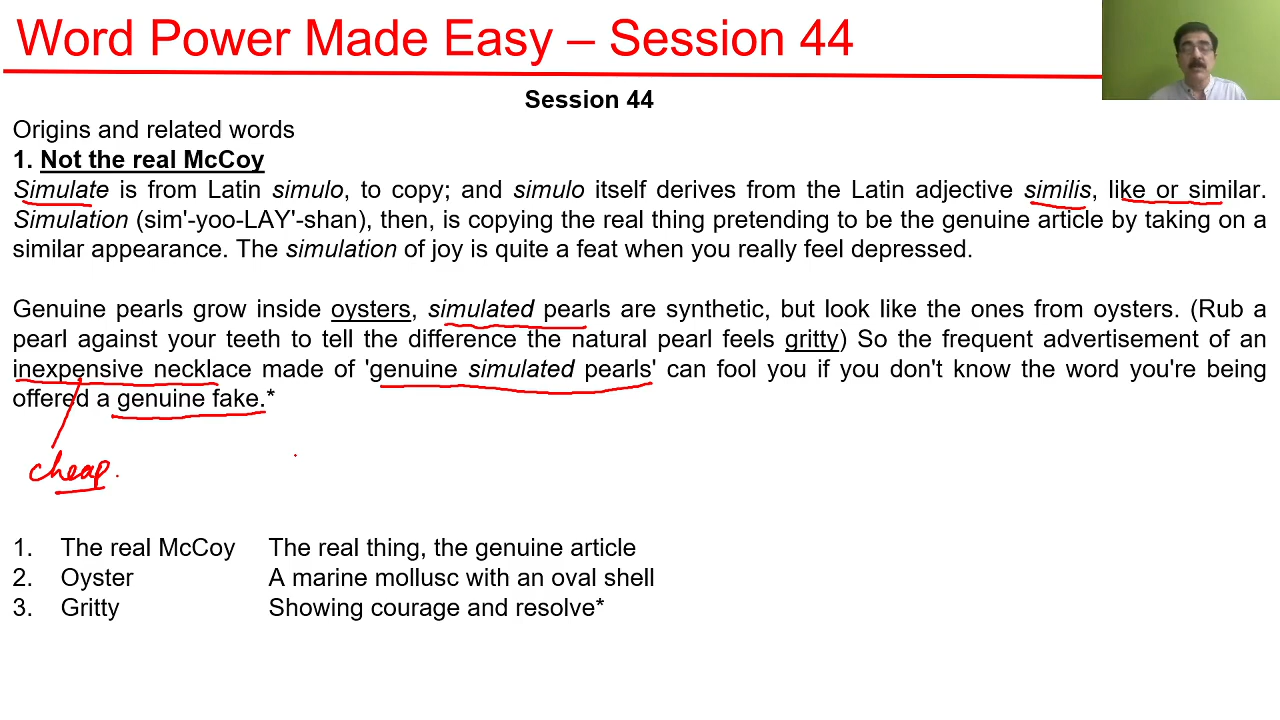 Word Power Made Easy – Session 44
Session 44
Origins and related words
1. Not the real McCoy
Simulate is from Latin simulo, to copy; and simulo itself derives from the Latin adjective similis, like or similar.
Simulation (sim'-yoo-LAY'-shan), then, is copying the real thing pretending to be the genuine article by taking on a
similar appearance. The simulation of joy is quite a feat when you really feel depressed.
Genuine pearls grow inside oysters, simulated pearls are synthetic, but look like the ones from oysters. (Rub a
pearl against your teeth to tell the difference the natural pearl feels gritty) So the frequent advertisement of an
inexpensive necklace made of 'genuine simulated pearls' can fool you if you don't know the word you're being
offered a genuine fake.*
cheap.
1. The real McCoy The real thing, the genuine article
2. Oyster A marine mollusc with an oval shell
3. Gritty Showing courage and resolve*